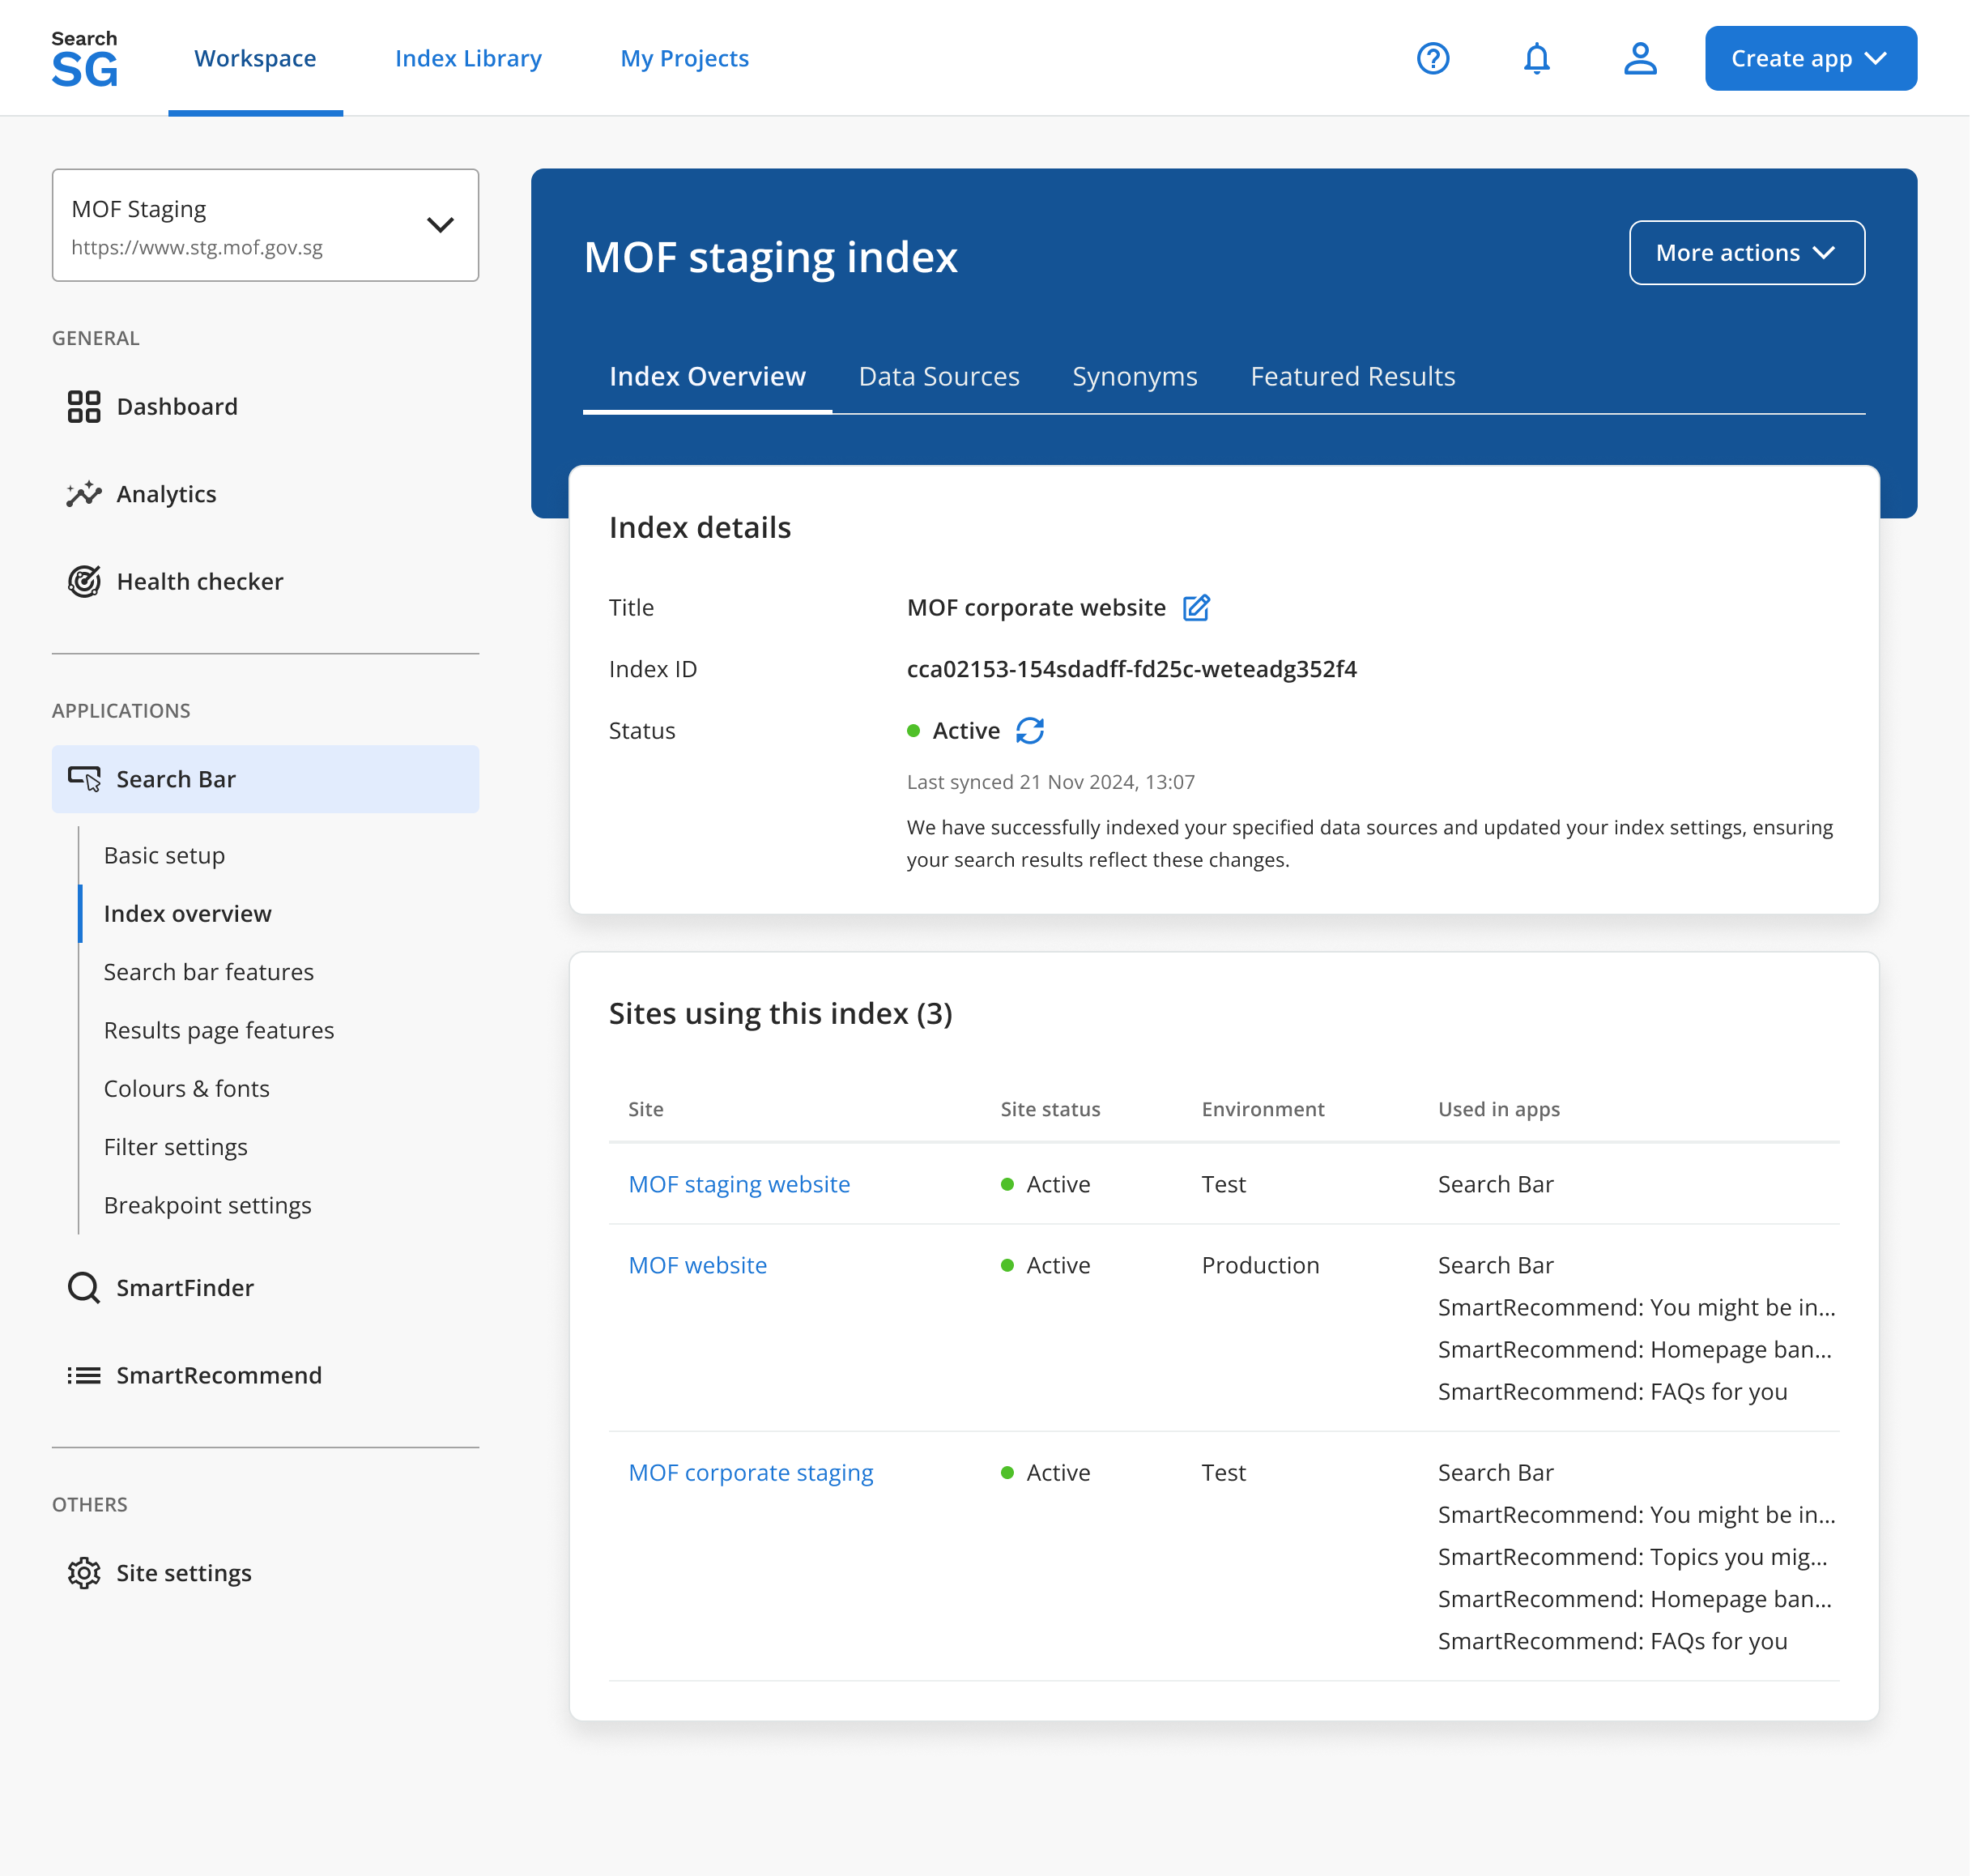 Search
SG
Workspace
Index Library
My Projects
Create app
MOF Staging
https://www.stg.mof.gov.sg
GENERAL
Dashboard
Analytics
Health checker
APPLICATIONS
Search Bar
Basic setup
Index overview
Search bar features
Results page features
Colours & fonts
Filter settings
Breakpoint settings
SmartFinder
SmartRecommend
OTHERS
Site settings
MOF staging index
More actions
Index Overview
Data Sources
Synonyms
Featured Results
Index details
Title
MOF corporate website
Index ID
cca02153-154sdadff-fd25c-weteadg352f4
Status
Active
Last synced 21 Nov 2024, 13:07
We have successfully indexed your specified data sources and updated your index settings, ensuring
your search results reflect these changes.
Sites using this index (3)
Site
Site status
Environment
Used in apps
MOF staging website
Active
Test
Search Bar
MOF website
Active
Production
Search Bar
SmartRecommend: You might be in...
SmartRecommend: Homepage ban...
SmartRecommend: FAQs for you
MOF corporate staging
Active
Test
Search Bar
SmartRecommend: You might be in...
SmartRecommend: Topics you mig...
SmartRecommend: Homepage ban...
SmartRecommend: FAQs for you